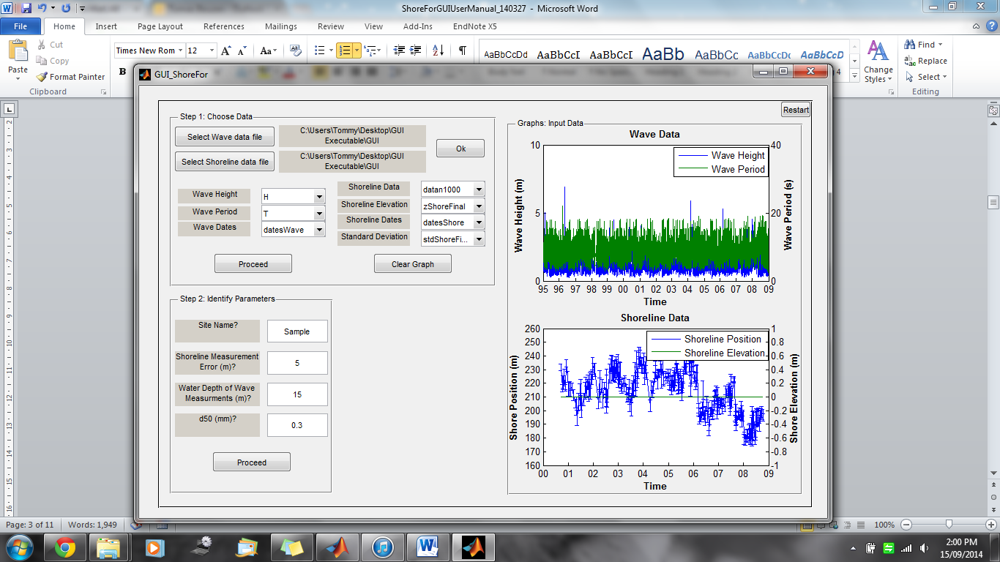 ShoreForGUIUserManual_140327 - Microsoft Word
File Home Insert Page Layout References Mailings Review View Add-Ins EndNote X5
Paste
Cut
Copy
Format Painter
Clipboard
Times New Rom 12
B
AaBbCcDd AaBbCcI AaBbCcI AaBb AaBbCc AaBbCcDc AaBbCcD
Change
Styles
Find
Replace
Select
Editing
GUI_ShoreFor
Restart
Step 1: Choose Data
Select Wave data file
C:\Users\Tommy\Desktop\GUI
Executable\GUI
Select Shoreline data file
C:\Users\Tommy\Desktop\GUI
Executable\GUI
Ok
Wave Height H
Wave Period T
Wave Dates datesWave
Shoreline Data datan1000
Shoreline Elevation zShoreFinal
Shoreline Dates datesShore
Standard Deviation stdShoreFi...
Proceed
Clear Graph
Step 2: Identify Parameters
Site Name? Sample
Shoreline Measurement
Error (m)?
5
Water Depth of Wave
Measurments (m)?
15
d50 (mm)? 0.3
Proceed
Graphs: Input Data
Wave Data
Wave Height
Wave Period
Wave Height (m)
10
5
0
Wave Period (s)
40
20
0
95 96 97 98 99 00 01 02 03 04 05 06 07 08 09
Time
Shoreline Data
Shoreline Position
Shoreline Elevation
Shore Position (m)
260
250
240
230
220
210
200
190
180
170
160
Shore Elevation (m)
1
0.8
0.6
0.4
0.2
0
-0.2
-0.4
-0.6
-0.8
-1
00 01 02 03 04 05 06 07 08 09
Time
Page: 3 of 11 Words: 1,949
100%
2:00 PM
15/09/2014